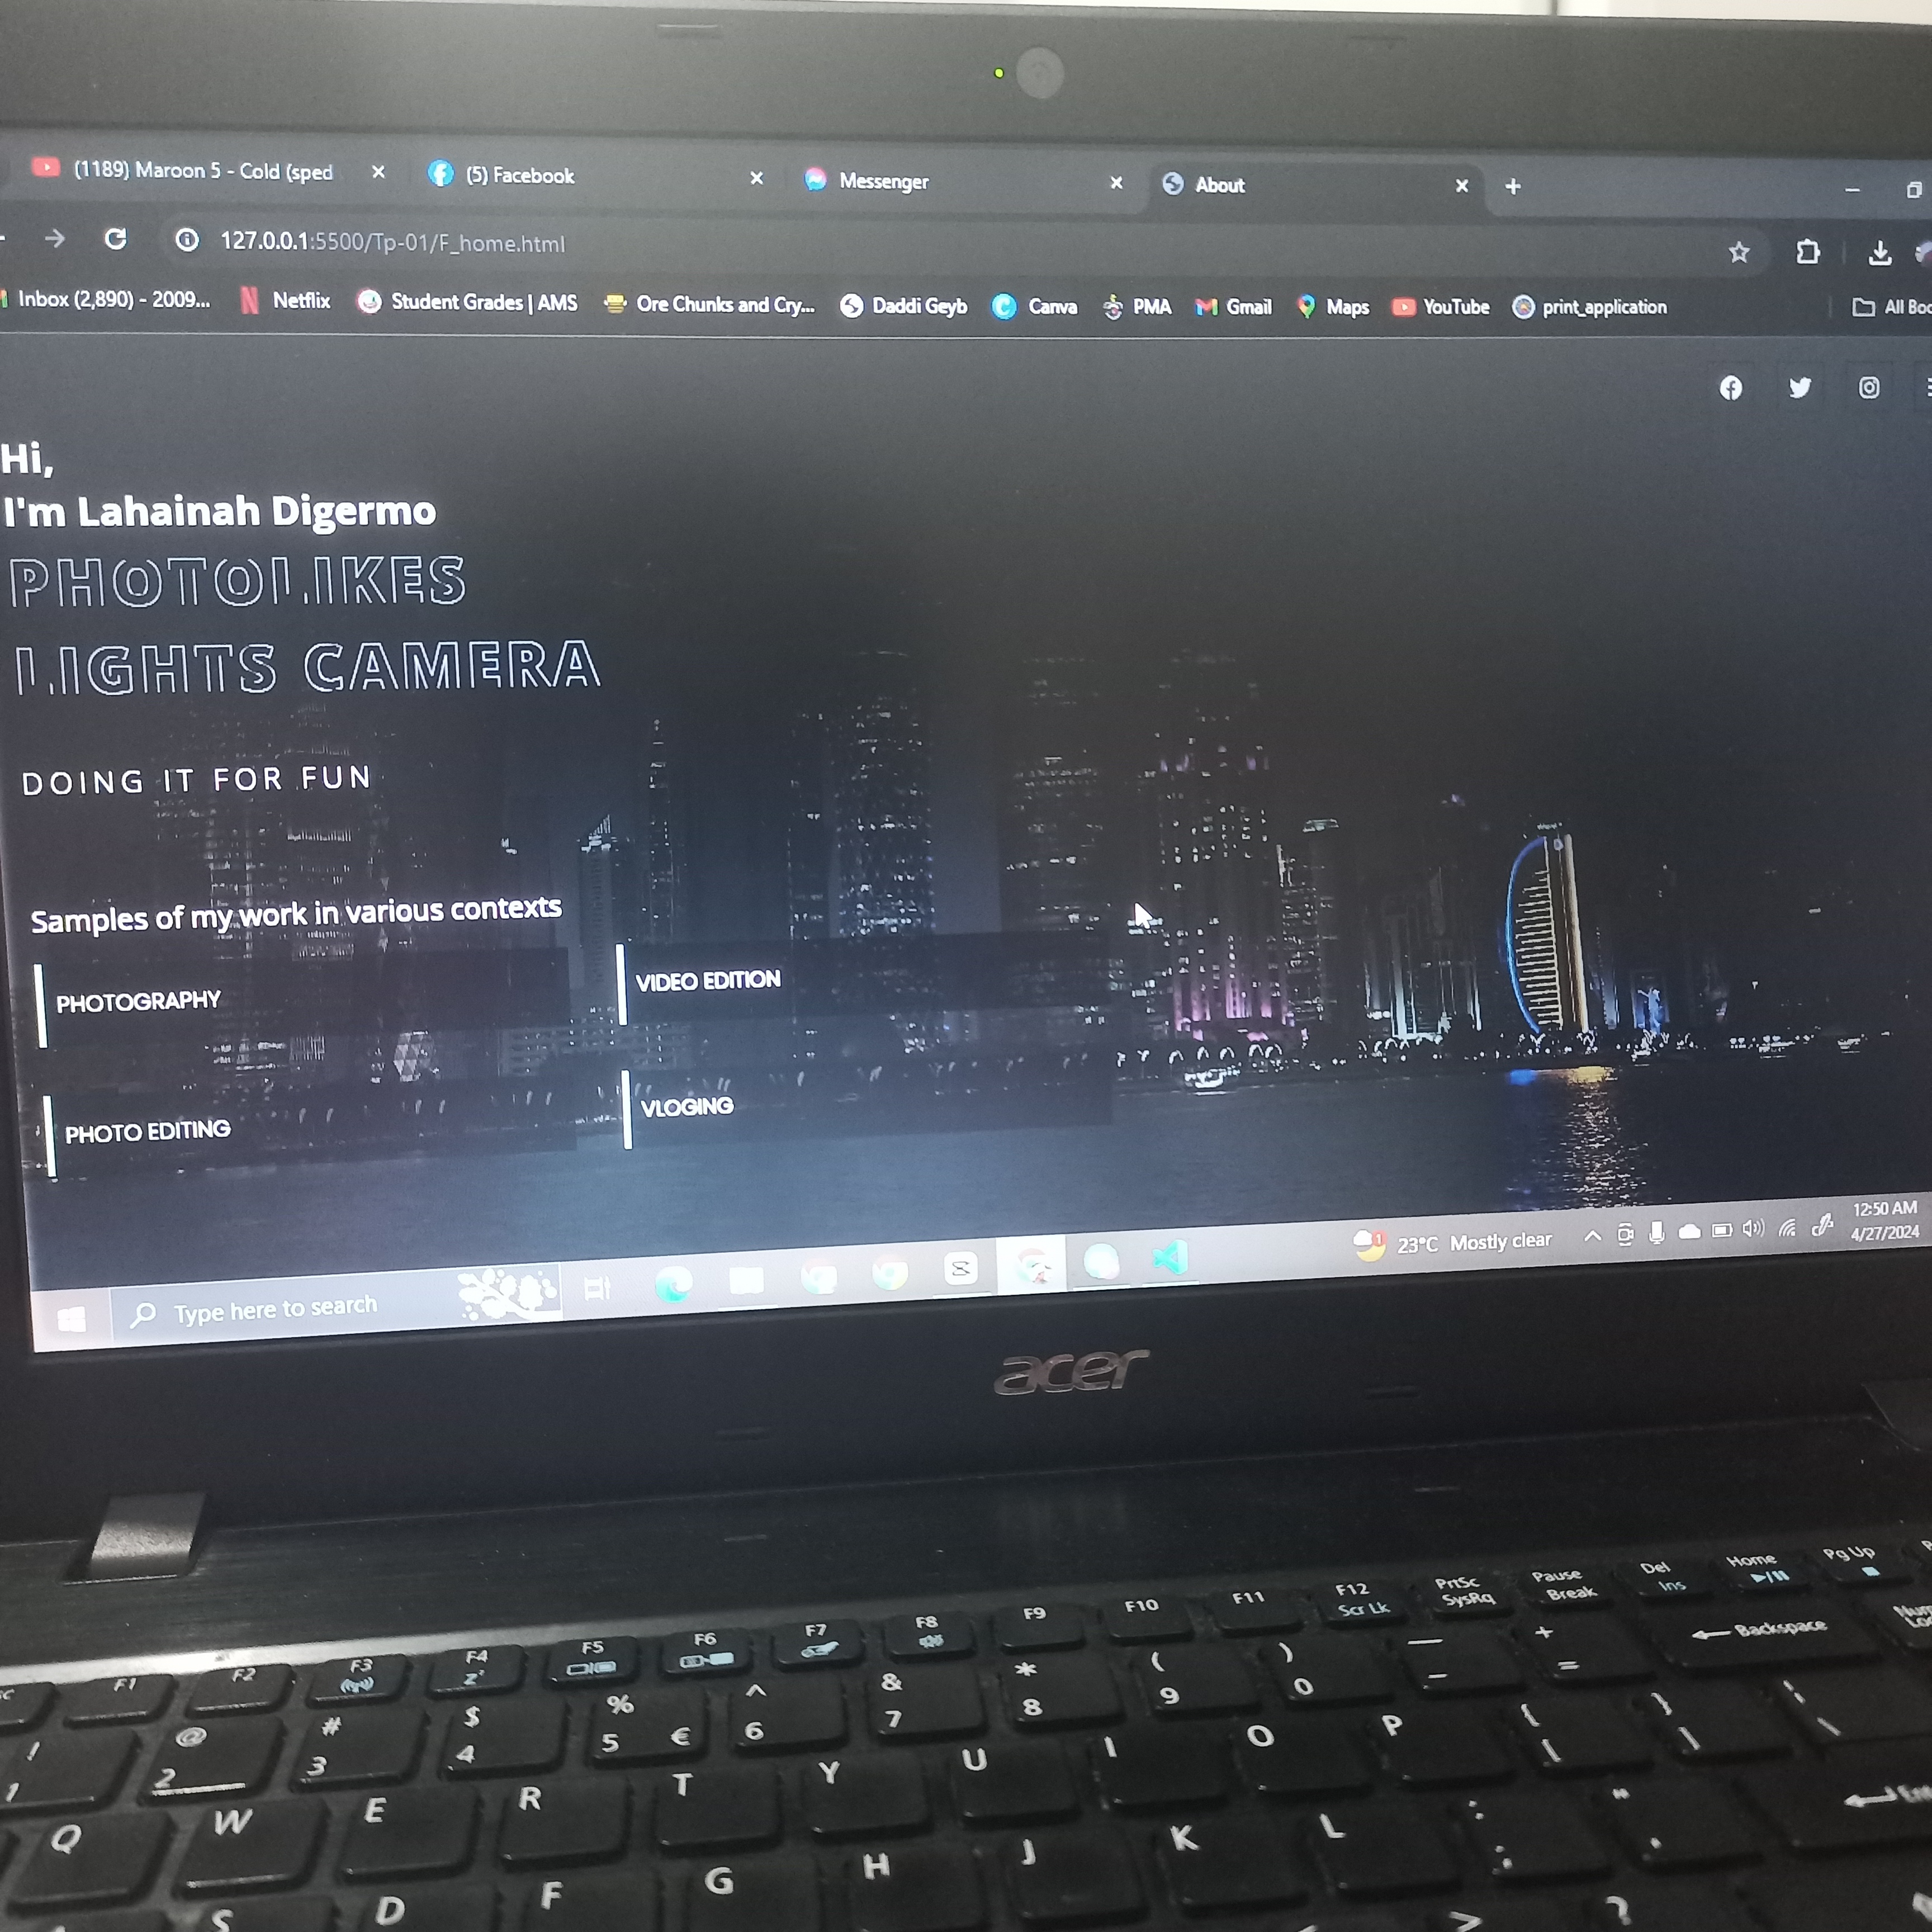 (1189) Maroon 5 - Cold (sped
(5) Facebook
Messenger
About
127.0.0.1:5500/Tp-01/F_home.html
Inbox (2,890) - 2009...
Netflix
Student Grades | AMS
Ore Chunks and Cry...
Daddi Geyb
Canva
PMA
Gmail
Maps
YouTube
print_application
All Boo
Hi,
I'm Lahainah Digermo
PHOTOLIKES
LIGHTS CAMERA
DOING IT FOR FUN
Samples of my work in various contexts
PHOTOGRAPHY
VIDEO EDITION
PHOTO EDITING
VLOGING
Type here to search
1
23°C Mostly clear
12:50 AM
4/27/2024
acer
F1
F2
F3
F4
F5
F6
F7
F8
F9
F10
F11
F12
Scr Lk
PrtSc
SysRq
Pause
Break
Del
Ins
Home
Pg Up
! 1
@ 2
# 3
$ 4
% 5 €
^ 6
& 7
* 8
( 9
) 0
— -
+ =
Backspace
Q W E R T Y U I O P { [ } ] | \
S D F G H J K L : ; " '
> ?